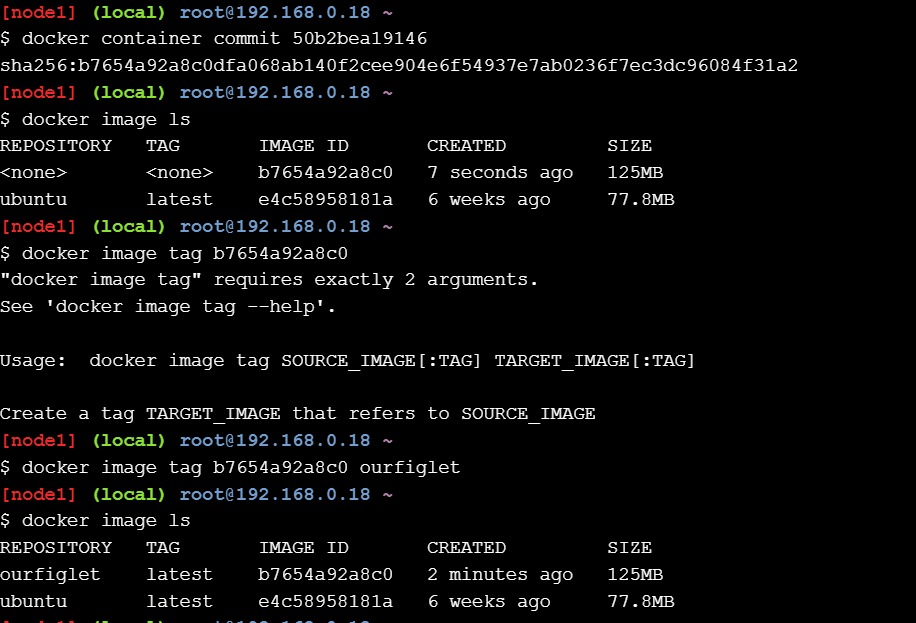 [node1] (local) root@192.168.0.18 ~
$ docker container commit 50b2bea19146
sha256:b7654a92a8c0dfa068ab140f2cee904e6f54937e7ab0236f7ec3dc96084f31a2
[node1] (local) root@192.168.0.18 ~
$ docker image ls
REPOSITORY   TAG       IMAGE ID       CREATED         SIZE
<none>       <none>    b7654a92a8c0   7 seconds ago   125MB
ubuntu       latest    e4c58958181a   6 weeks ago     77.8MB
[node1] (local) root@192.168.0.18 ~
$ docker image tag b7654a92a8c0
"docker image tag" requires exactly 2 arguments.
See 'docker image tag --help'.
Usage:  docker image tag SOURCE_IMAGE[:TAG] TARGET_IMAGE[:TAG]
Create a tag TARGET_IMAGE that refers to SOURCE_IMAGE
[node1] (local) root@192.168.0.18 ~
$ docker image tag b7654a92a8c0 ourfiglet
[node1] (local) root@192.168.0.18 ~
$ docker image ls
REPOSITORY   TAG       IMAGE ID       CREATED         SIZE
ourfiglet    latest    b7654a92a8c0   2 minutes ago   125MB
ubuntu       latest    e4c58958181a   6 weeks ago     77.8MB